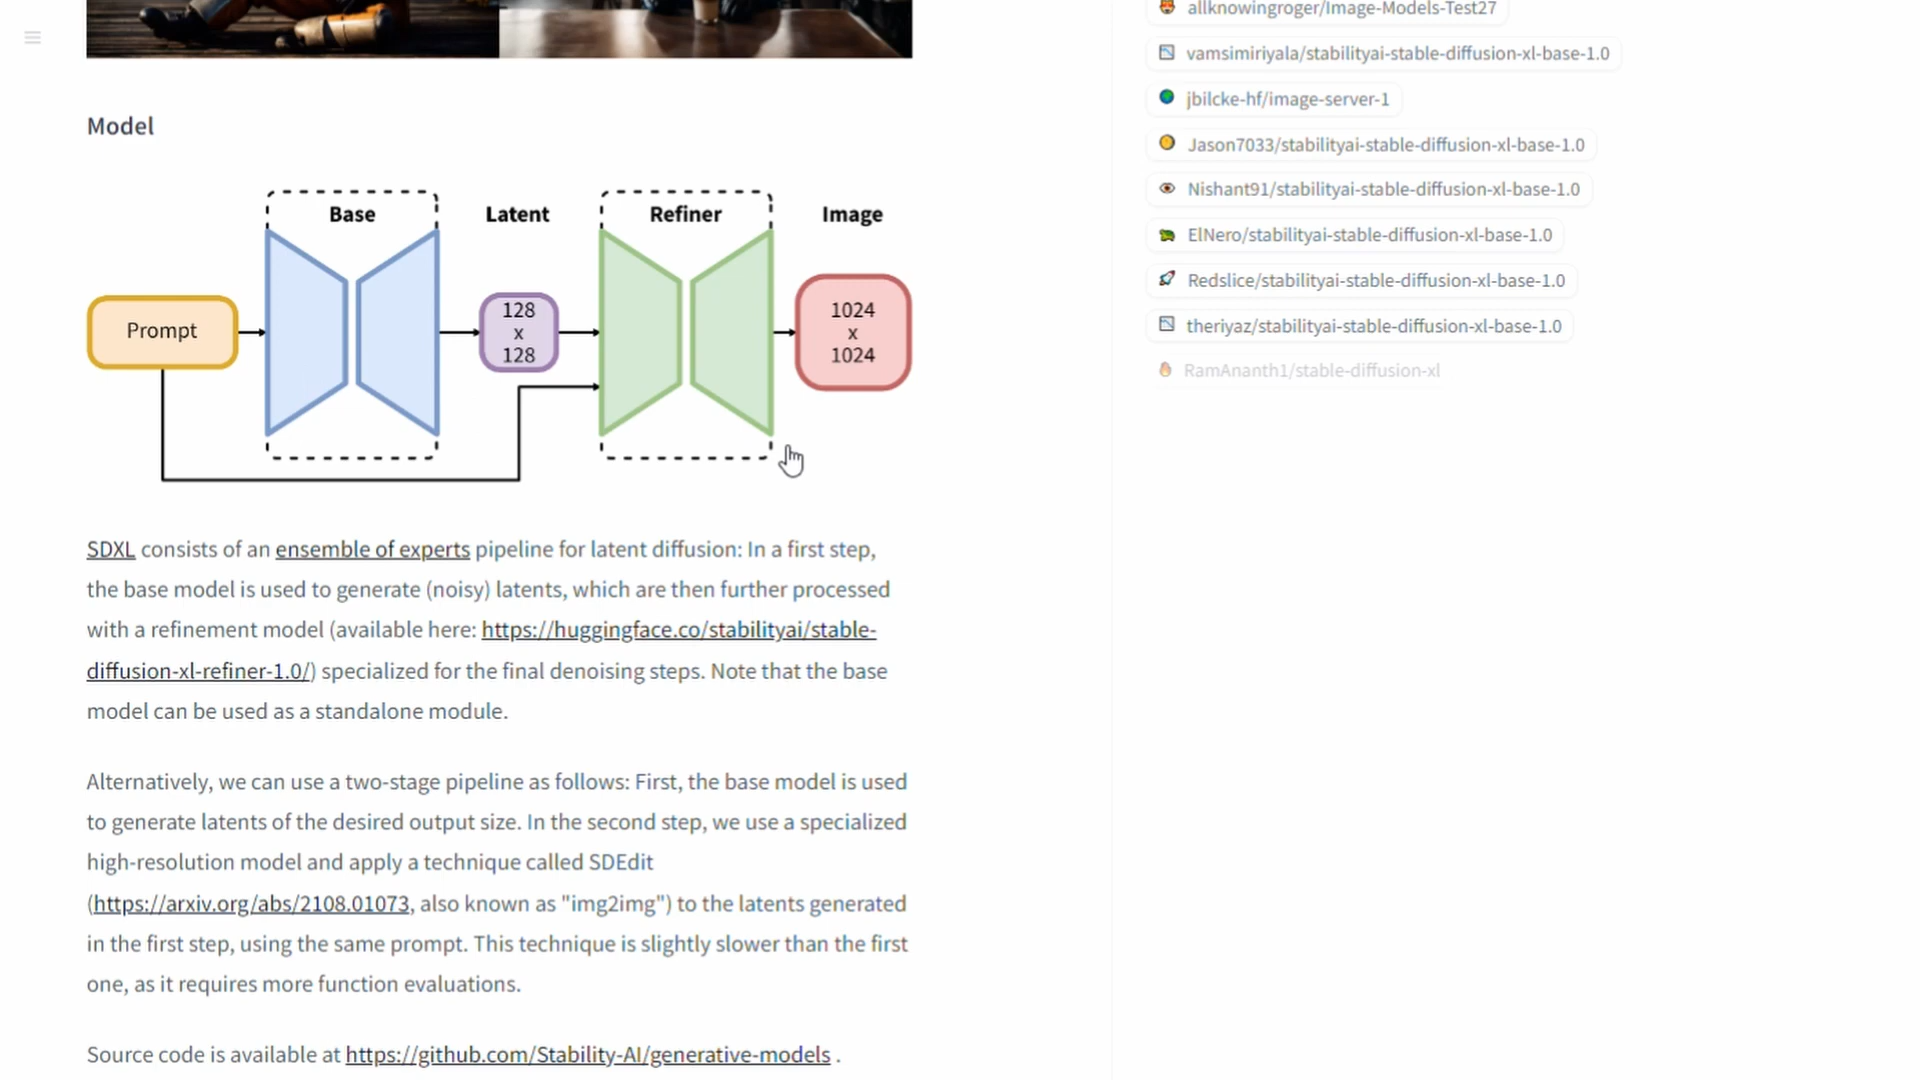 Model
Base
Latent
Refiner
Image
Prompt
128
x
128
1024
x
1024
SDXL consists of an ensemble of experts pipeline for latent diffusion: In a first step,
the base model is used to generate (noisy) latents, which are then further processed
with a refinement model (available here: https://huggingface.co/stabilityai/stable-
diffusion-xl-refiner-1.0/) specialized for the final denoising steps. Note that the base
model can be used as a standalone module.
Alternatively, we can use a two-stage pipeline as follows: First, the base model is used
to generate latents of the desired output size. In the second step, we use a specialized
high-resolution model and apply a technique called SDEdit
(https://arxiv.org/abs/2108.01073, also known as "img2img") to the latents generated
in the first step, using the same prompt. This technique is slightly slower than the first
one, as it requires more function evaluations.
Source code is available at https://github.com/Stability-AI/generative-models .
allknowingroger/Image-Models-Test27
vamsimiriyala/stabilityai-stable-diffusion-xl-base-1.0
jbilcke-hf/image-server-1
Jason7033/stabilityai-stable-diffusion-xl-base-1.0
Nishant91/stabilityai-stable-diffusion-xl-base-1.0
ElNero/stabilityai-stable-diffusion-xl-base-1.0
Redslice/stabilityai-stable-diffusion-xl-base-1.0
theriyaz/stabilityai-stable-diffusion-xl-base-1.0
RamAnanth1/stable-diffusion-xl